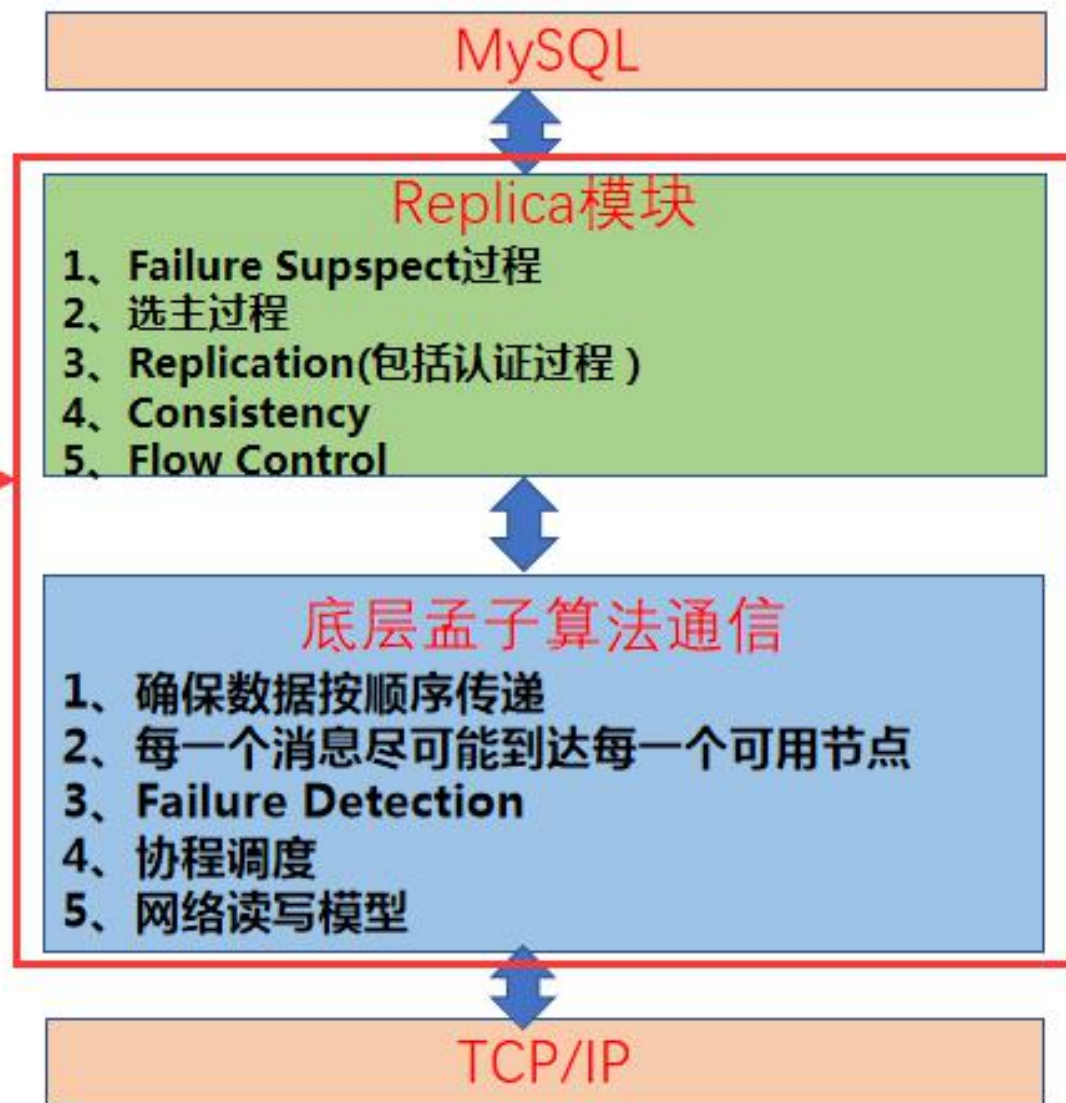 MySQL
Replica模块
1、Failure Supspect过程
2、选主过程
3、Replication(包括认证过程）
4、Consistency
5、Flow Control
底层孟子算法通信
1、确保数据按顺序传递
2、每一个消息尽可能到达每一个可用节点
3、Failure Detection
4、协程调度
5、网络读写模型
TCP/IP